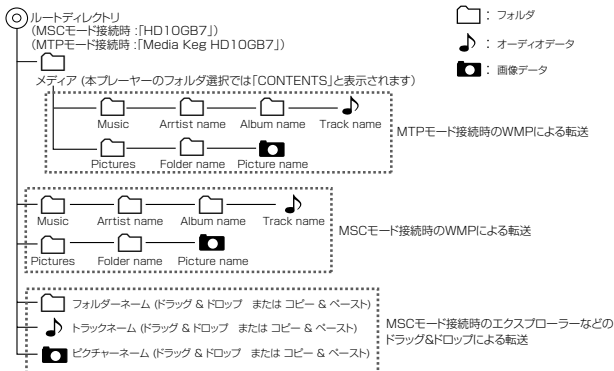 ルートディレクトリ
(MSCモード接続時:「HD10GB7」)
(MTPモード接続時:「Media Keg HD10GB7」)
: フォルダ
: オーディオデータ
: 画像データ
メディア (本プレーヤーのフォルダ選択では「CONTENTS」と表示されます)
Music Arrtist name Album name Track name
Pictures Folder name Picture name
MTPモード接続時のWMPによる転送
Music Arrtist name Album name Track name
Pictures Folder name Picture name
MSCモード接続時のWMPによる転送
フォルダーネーム (ドラッグ & ドロップ または コピー & ペースト)
トラックネーム (ドラッグ & ドロップ または コピー & ペースト)
ピクチャーネーム (ドラッグ & ドロップ または コピー & ペースト)
MSCモード接続時のエクスプローラーなどの
ドラッグ&ドロップによる転送